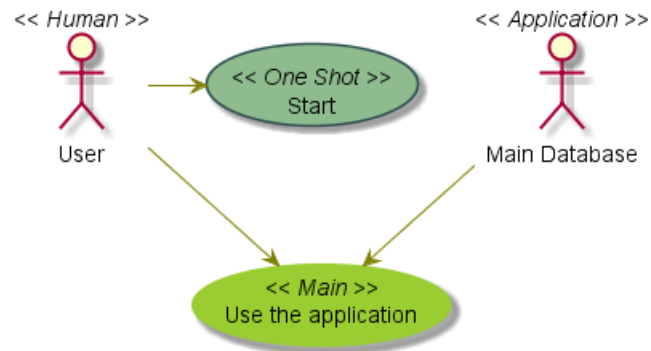 << Human >>
User
<< One Shot >>
Start
<< Application >>
Main Database
<< Main >>
Use the application